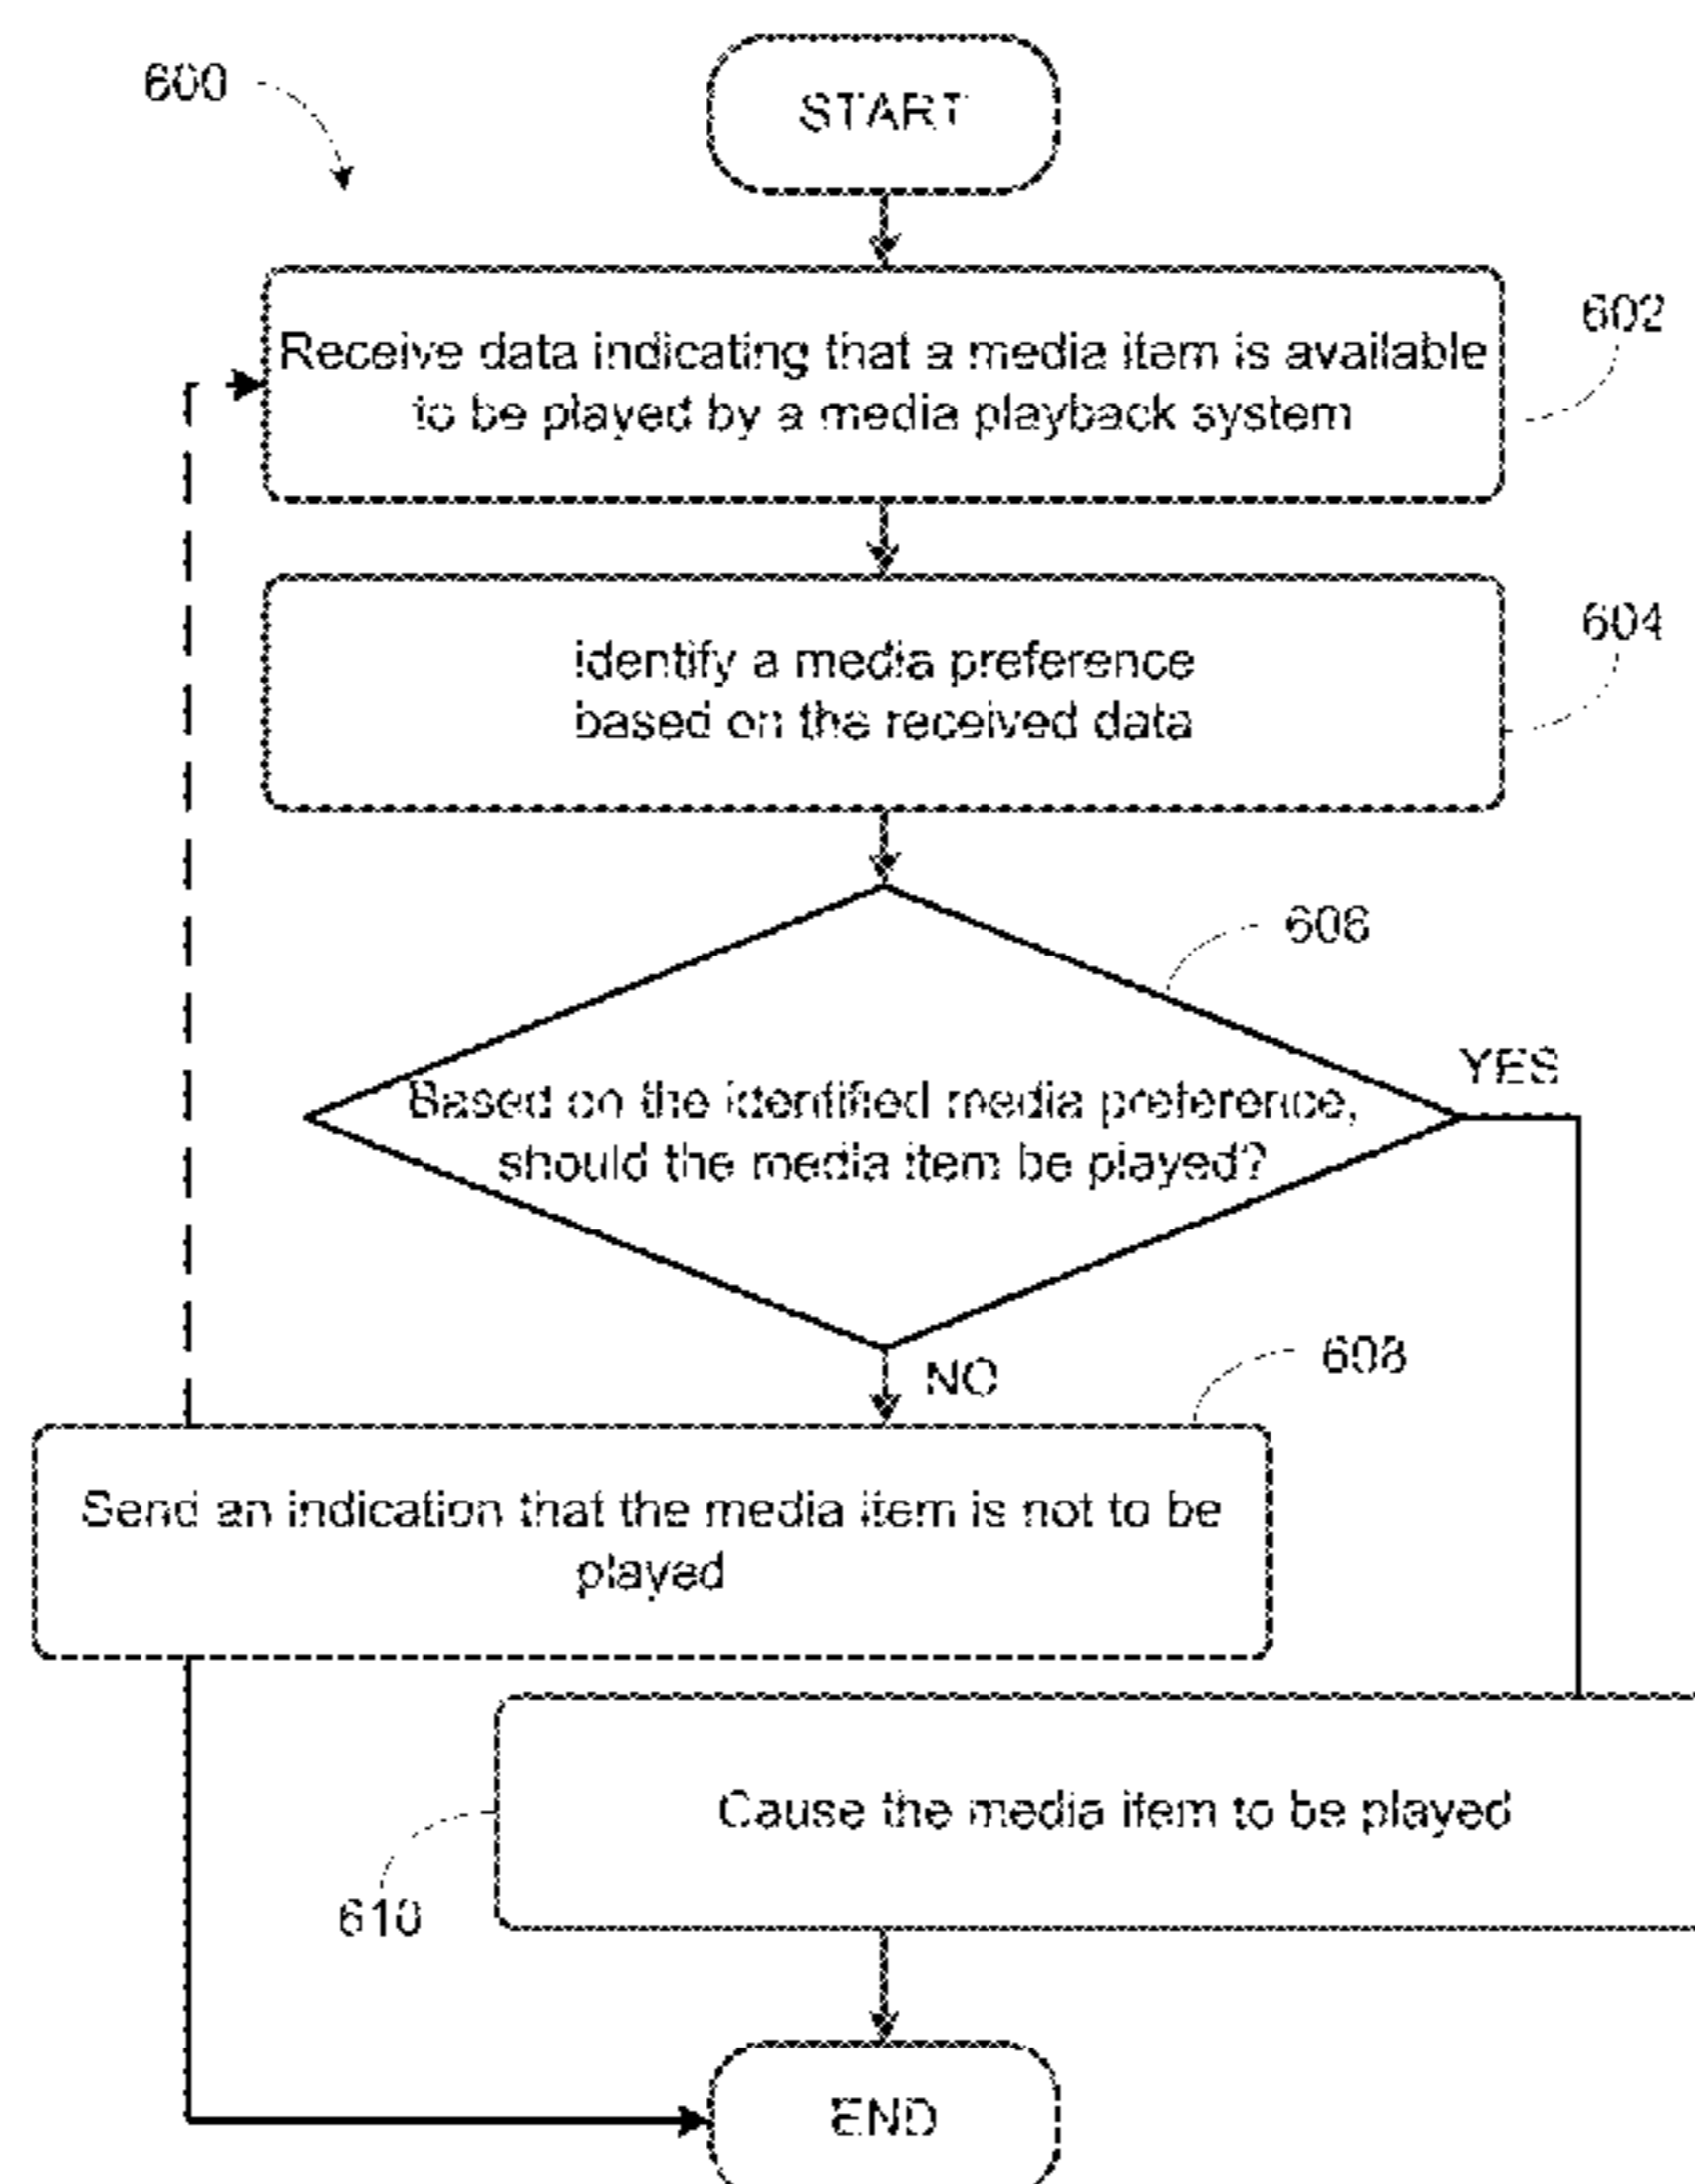 600
START
Receive data indicating that a media item is available
to be played by a media playback system
602
identify a media preference
based on the received data
604
606
Based on the identified media preference,
should the media item be played?
YES
NO
608
Send an indication that the media item is not to be
played
Cause the media item to be played
610
END